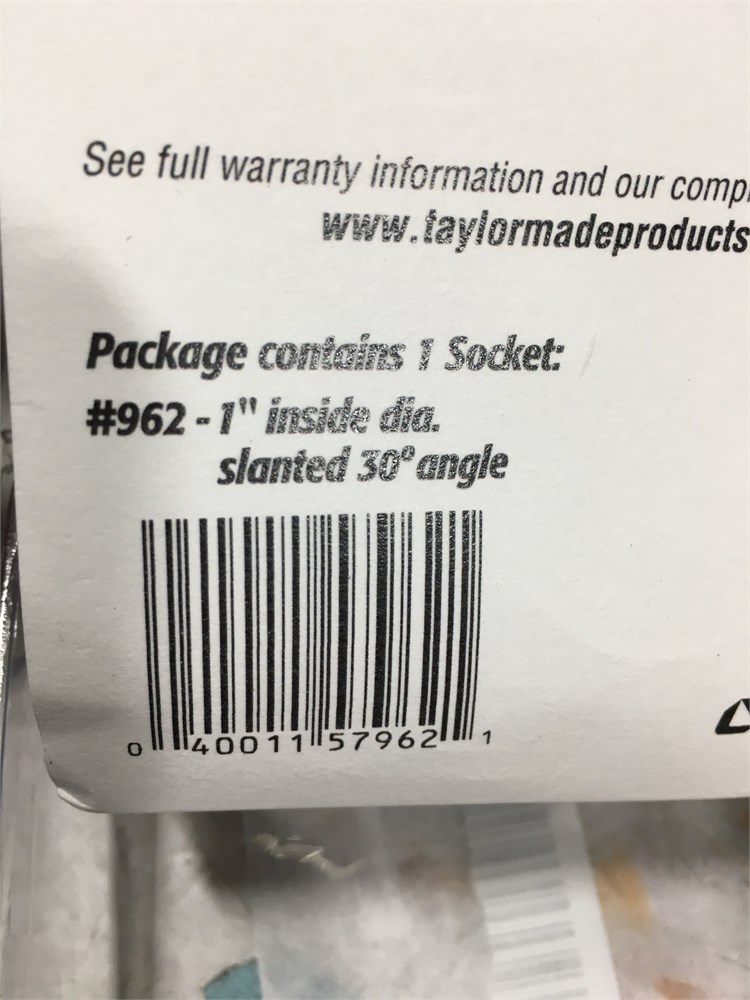 See full warranty information and our comp
www.taylormadeproducts
Package contains 1 Socket:
#962 - 1" inside dia.
slanted 30° angle
0 40011 57962 1